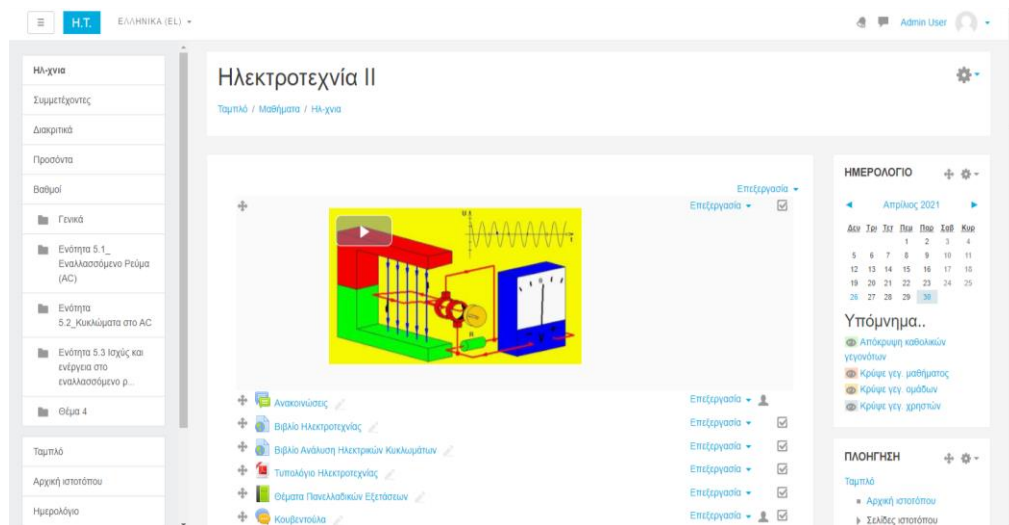 Η.Τ.
ΕΛΛΗΝΙΚΑ (EL)
Admin User
Ηλ-χνια
Συμμετέχοντες
Διακριτικά
Προσόντα
Βαθμοί
Γενικά
Ενότητα 5.1_
Εναλλασσόμενο Ρεύμα
(AC)
Ενότητα
5.2_Κυκλώματα στο AC
Ενότητα 5.3 Ισχύς και
ενέργεια στο
εναλλασσόμενο ρ...
Θέμα 4
Ταμπλό
Αρχική ιστοτόπου
Ημερολόγιο
Ηλεκτροτεχνία ΙΙ
Ταμπλό / Μαθήματα / Ηλ-χνια
Επεξεργασία
Επεξεργασία
Ανακοινώσεις
Επεξεργασία
Βιβλίο Ηλεκτροτεχνίας
Επεξεργασία
Βιβλίο Ανάλυση Ηλεκτρικών Κυκλωμάτων
Επεξεργασία
Τυπολόγιο Ηλεκτροτεχνίας
Επεξεργασία
Θέματα Πανελλαδικών Εξετάσεων
Επεξεργασία
Κουβεντούλα
Επεξεργασία
ΗΜΕΡΟΛΟΓΙΟ
Απρίλιος 2021
Δευ Τρι Τετ Πεμ Παρ Σαβ Κυρ
1 2 3 4
5 6 7 8 9 10 11
12 13 14 15 16 17 18
19 20 21 22 23 24 25
26 27 28 29 30
Υπόμνημα..
Απόκρυψη καθολικών
γεγονότων
Κρύψε γεγ. μαθήματος
Κρύψε γεγ. ομάδων
Κρύψε γεγ. χρηστών
ΠΛΟΗΓΗΣΗ
Ταμπλό
Αρχική ιστοτόπου
Σελίδες ιστοτόπου